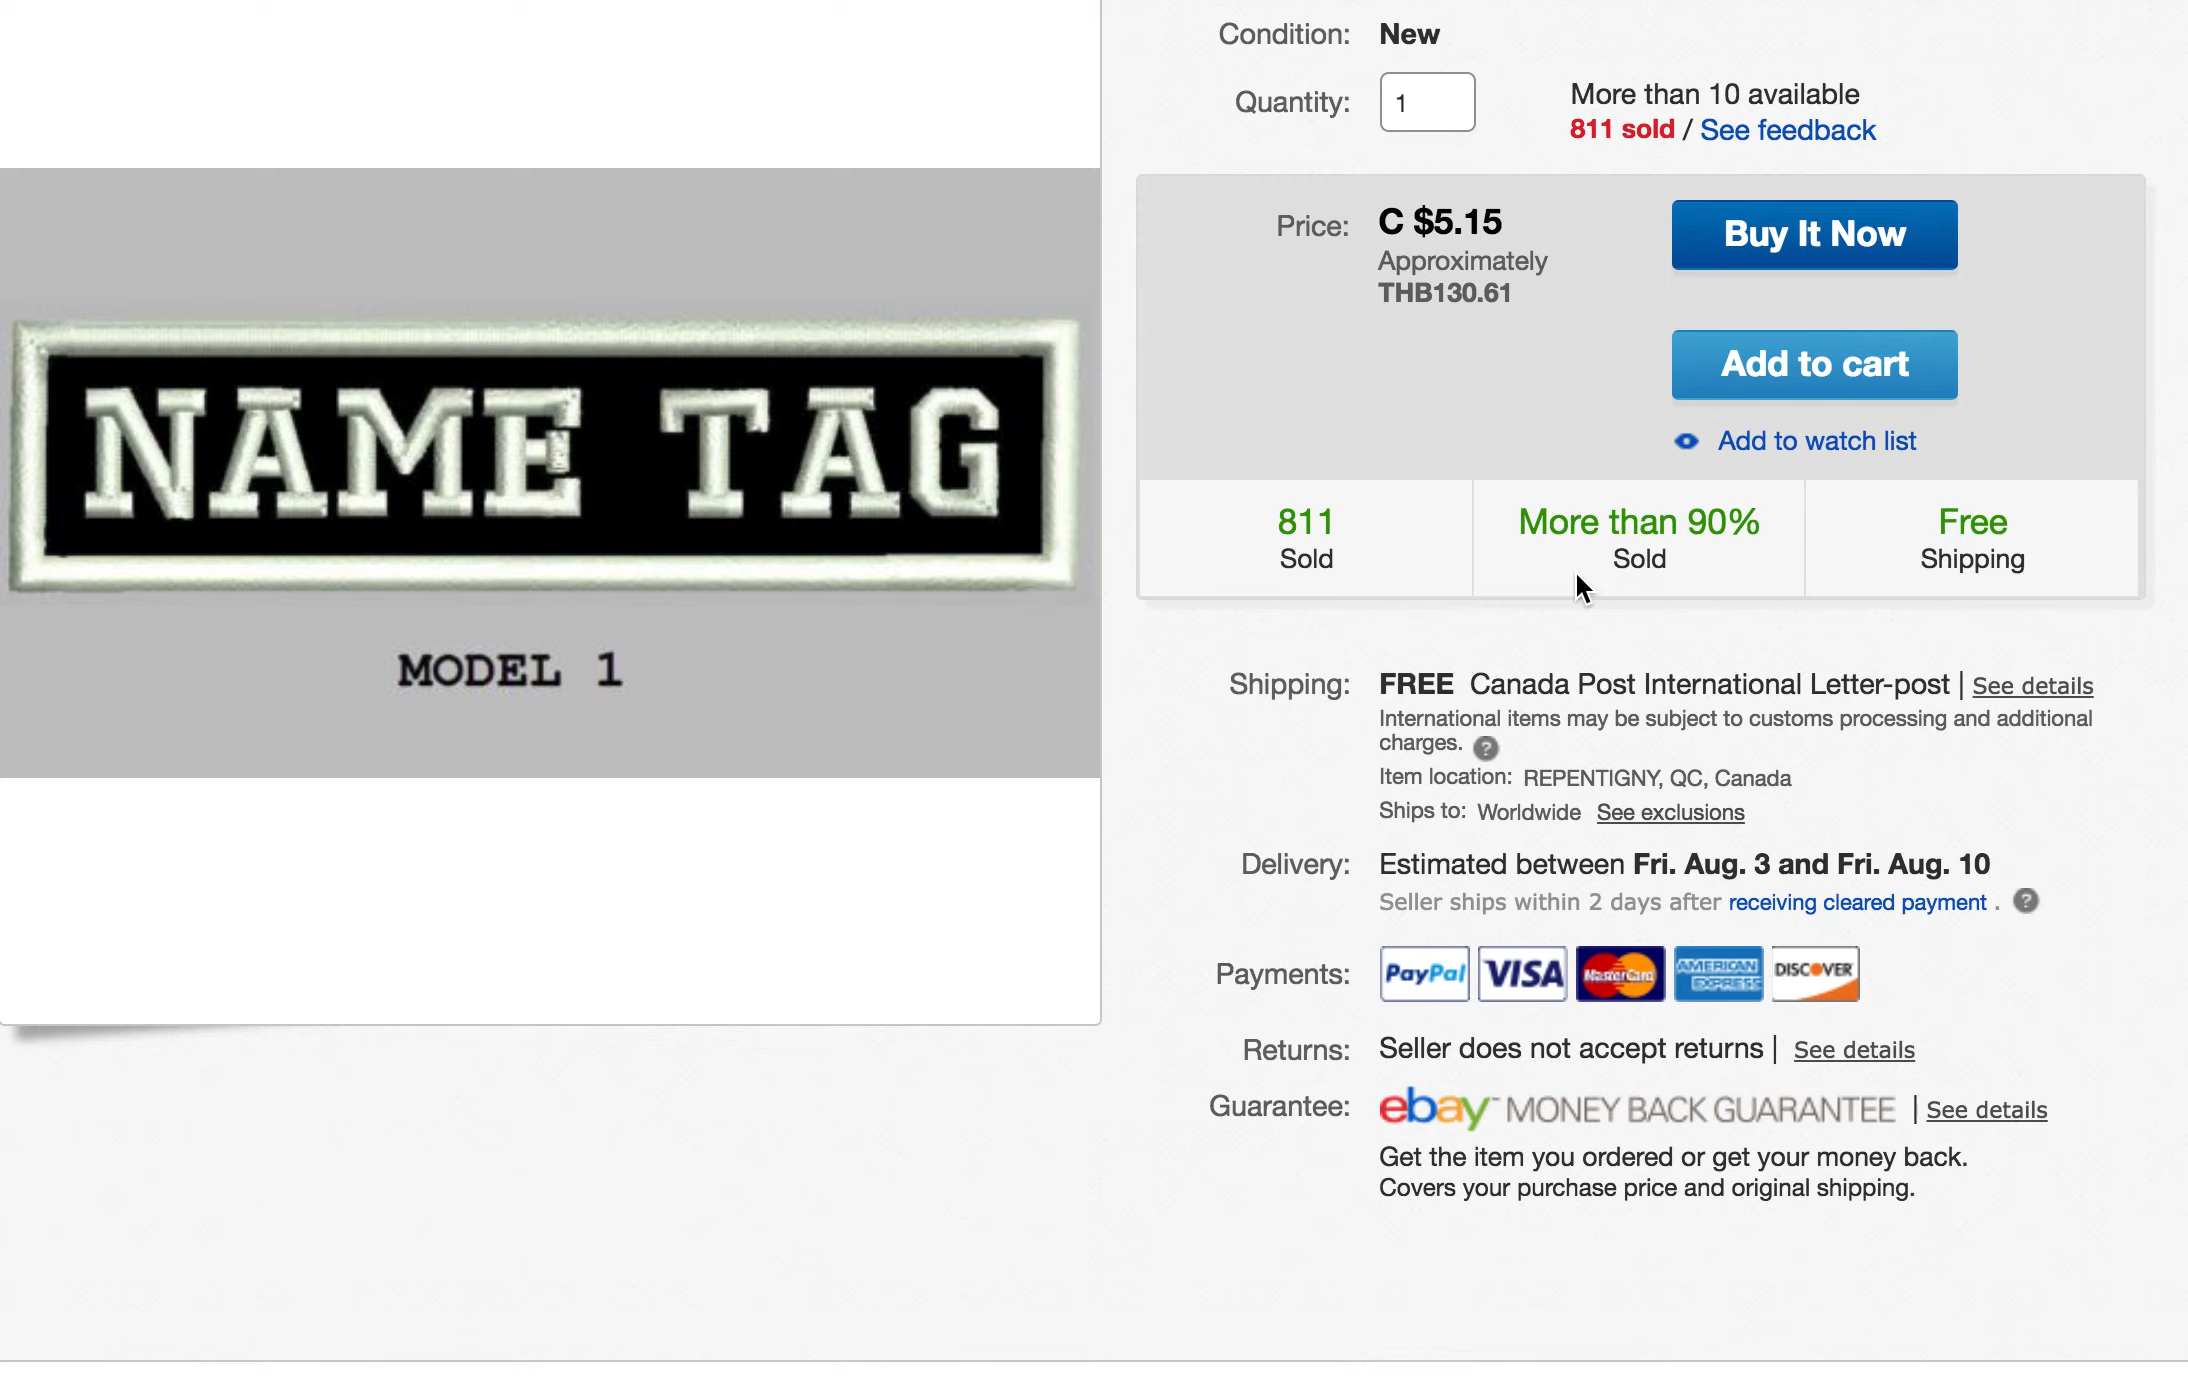 NAME TAG
MODEL 1
Condition: New
Quantity: 1
More than 10 available
811 sold / See feedback
Price: C $5.15
Approximately
THB130.61
Buy It Now
Add to cart
Add to watch list
811
Sold
More than 90%
Sold
Free
Shipping
Shipping: FREE Canada Post International Letter-post | See details
International items may be subject to customs processing and additional
charges. ?
Item location: REPENTIGNY, QC, Canada
Ships to: Worldwide See exclusions
Delivery: Estimated between Fri. Aug. 3 and Fri. Aug. 10
Seller ships within 2 days after receiving cleared payment . ?
Payments: PayPal VISA MasterCard AMERICAN EXPRESS DISCOVER
Returns: Seller does not accept returns | See details
Guarantee: ebay™ MONEY BACK GUARANTEE | See details
Get the item you ordered or get your money back.
Covers your purchase price and original shipping.